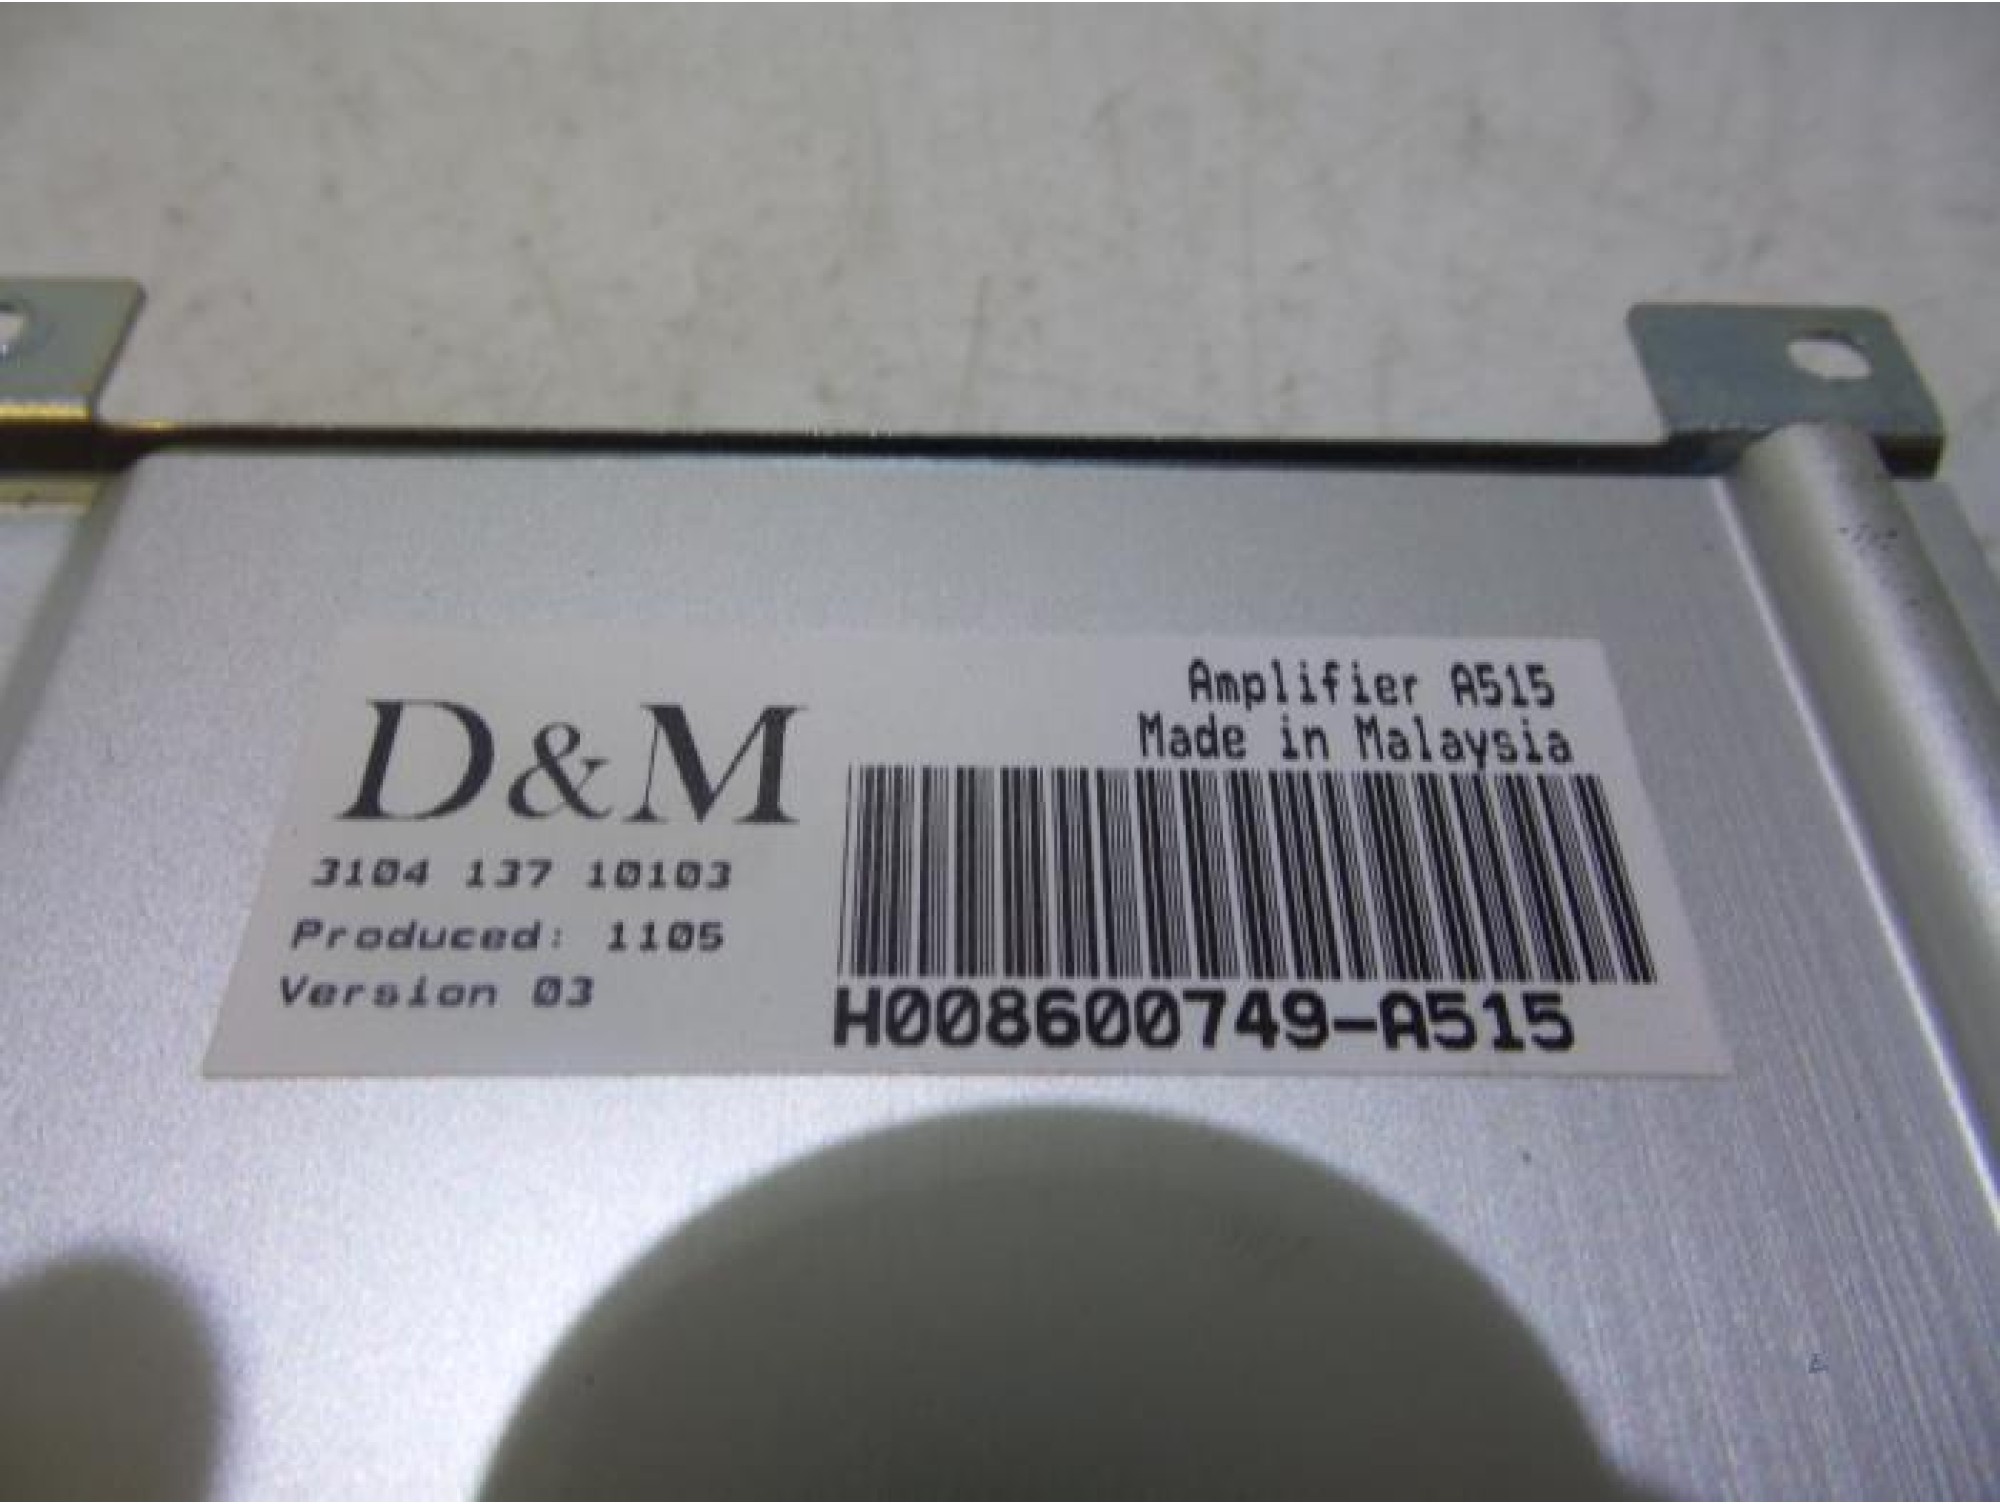 D&M
3104 137 10103
Produced: 1105
Version 03
Amplifier A515
Made in Malaysia
H008600749-A515